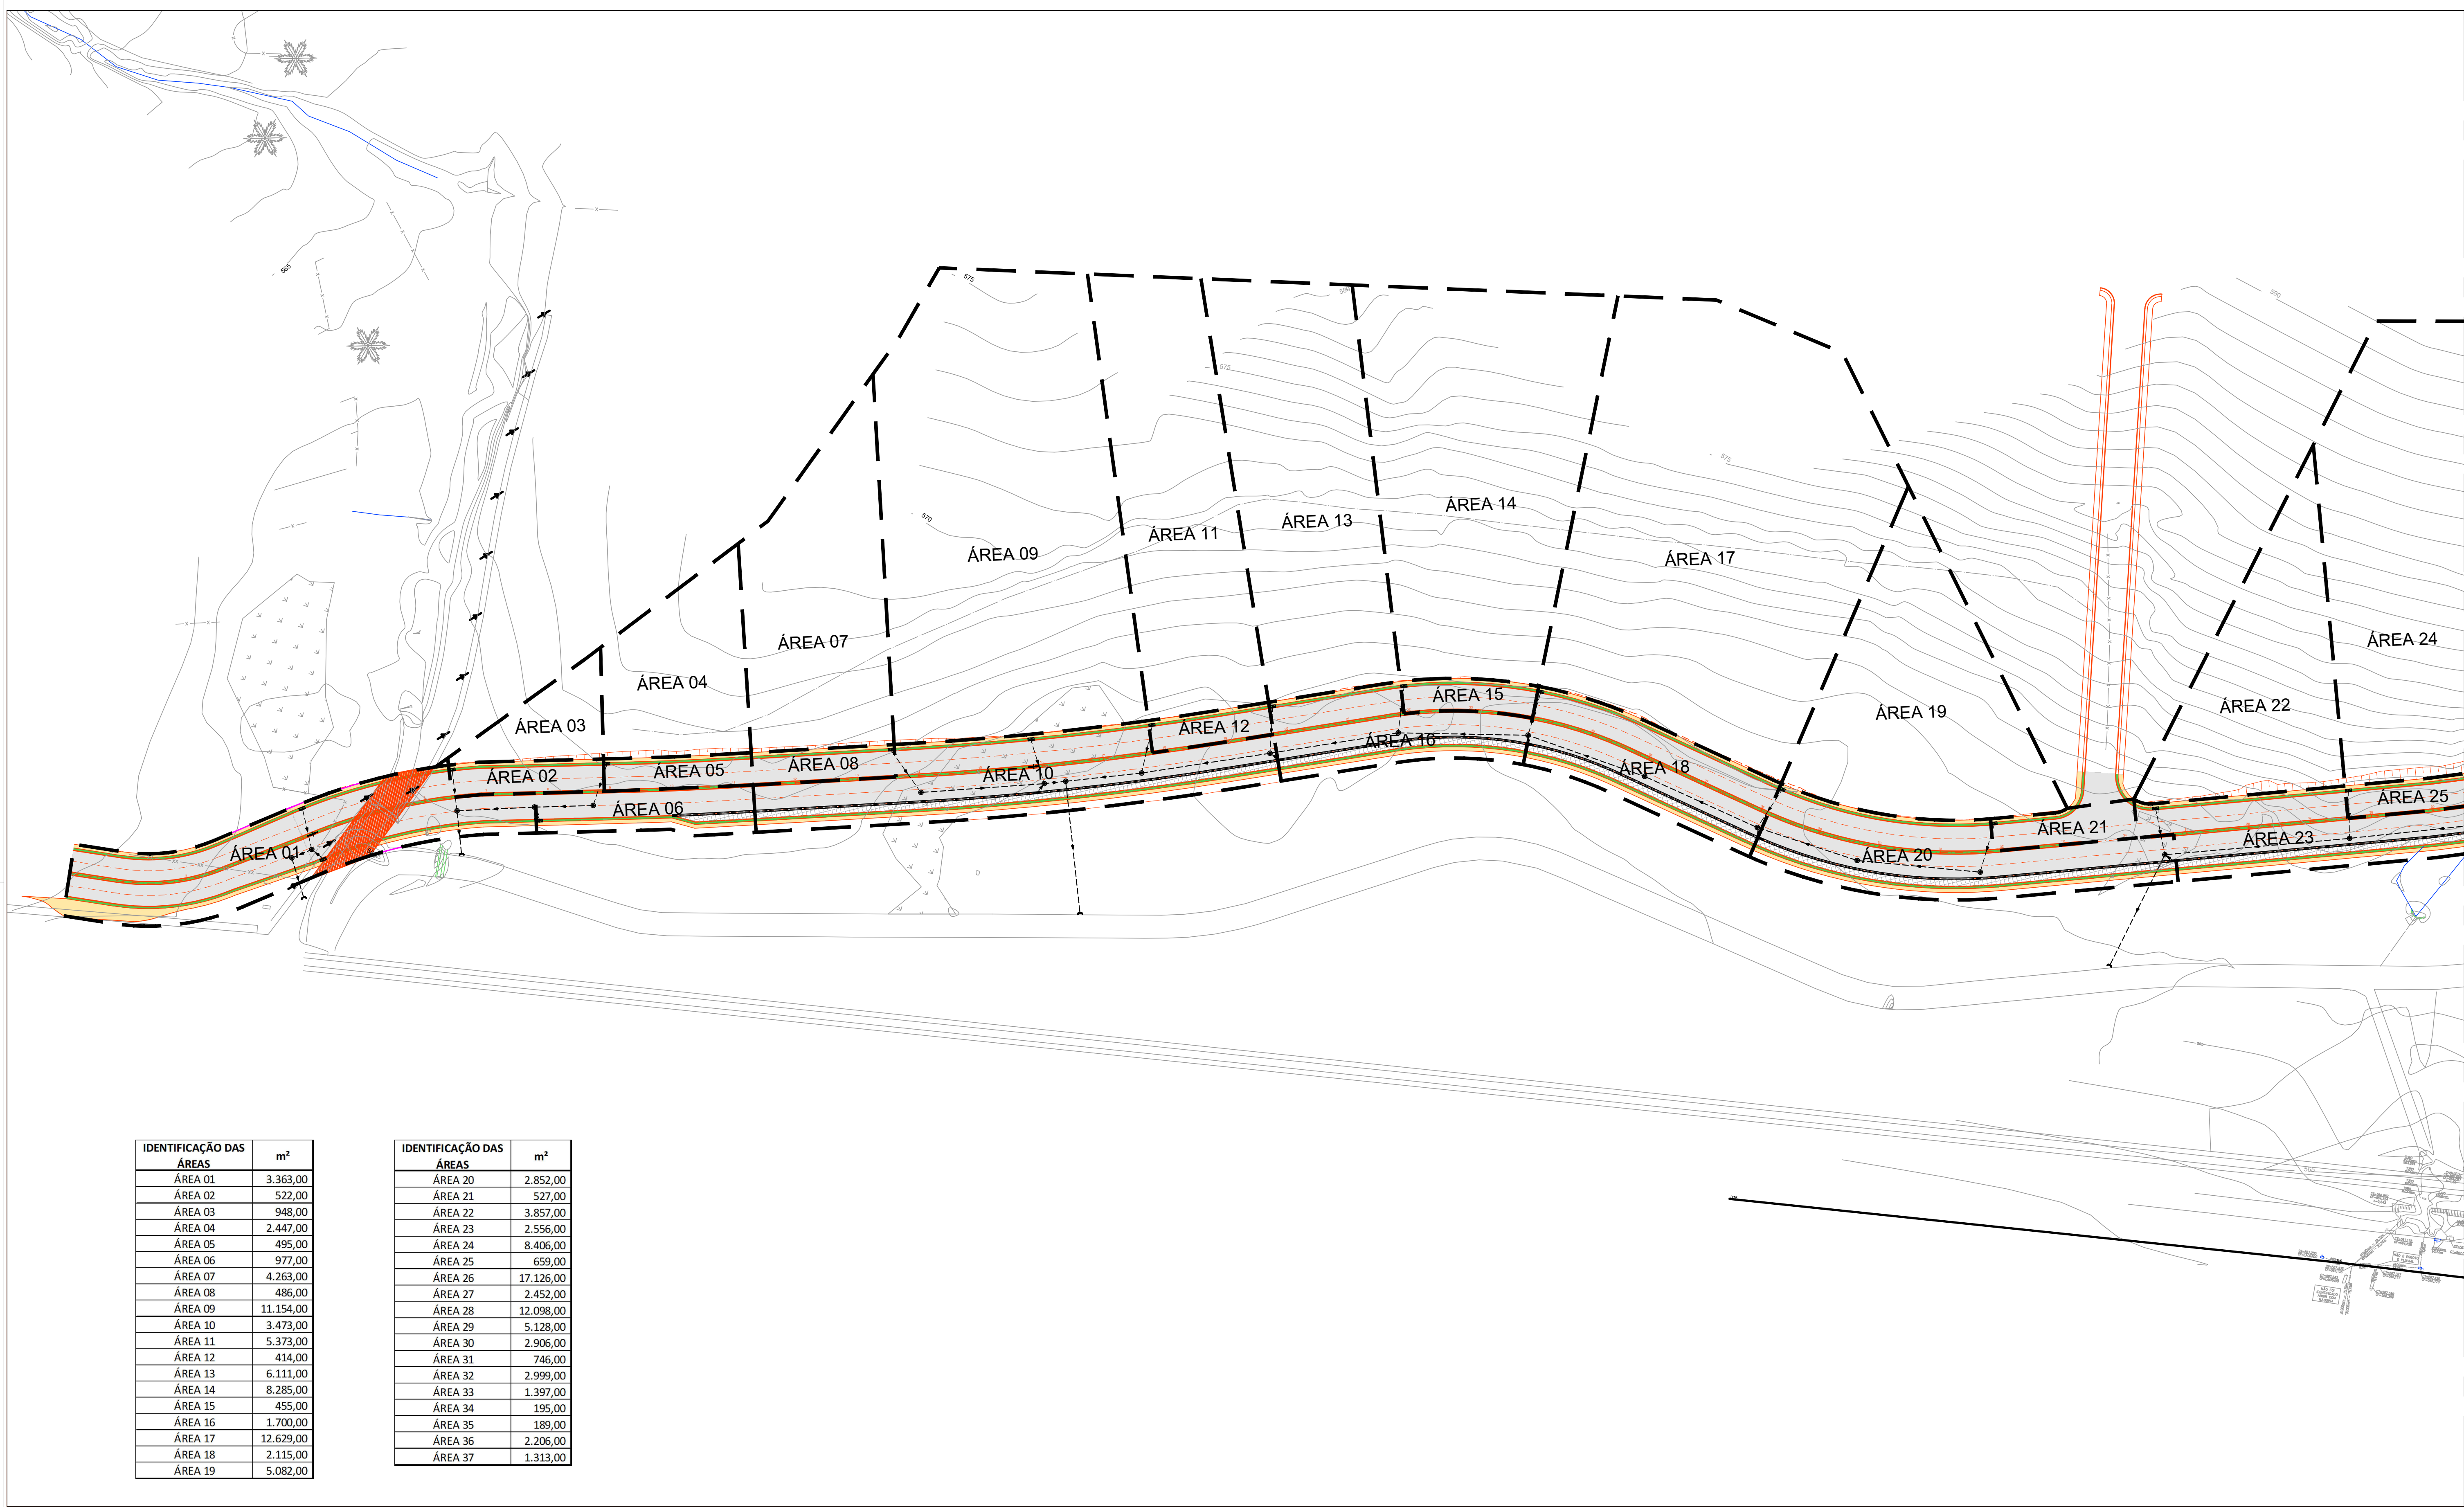 565
575
580
590
575
575
570
ÁREA 14
ÁREA 13
ÁREA 11
ÁREA 09
ÁREA 17
ÁREA 07
ÁREA 24
ÁREA 04
ÁREA 15
ÁREA 22
ÁREA 19
ÁREA 03
ÁREA 12
ÁREA 16
ÁREA 08
ÁREA 18
ÁREA 05
ÁREA 02
ÁREA 10
ÁREA 25
ÁREA 06
ÁREA 21
ÁREA 23
ÁREA 01
ÁREA 20
565
IDENTIFICAÇÃO DAS ÁREAS m²
ÁREA 01 3.363,00
ÁREA 02 522,00
ÁREA 03 948,00
ÁREA 04 2.447,00
ÁREA 05 495,00
ÁREA 06 977,00
ÁREA 07 4.263,00
ÁREA 08 486,00
ÁREA 09 11.154,00
ÁREA 10 3.473,00
ÁREA 11 5.373,00
ÁREA 12 414,00
ÁREA 13 6.111,00
ÁREA 14 8.285,00
ÁREA 15 455,00
ÁREA 16 1.700,00
ÁREA 17 12.629,00
ÁREA 18 2.115,00
ÁREA 19 5.082,00
IDENTIFICAÇÃO DAS ÁREAS m²
ÁREA 20 2.852,00
ÁREA 21 527,00
ÁREA 22 3.857,00
ÁREA 23 2.556,00
ÁREA 24 8.406,00
ÁREA 25 659,00
ÁREA 26 17.126,00
ÁREA 27 2.452,00
ÁREA 28 12.098,00
ÁREA 29 5.128,00
ÁREA 30 2.906,00
ÁREA 31 746,00
ÁREA 32 2.999,00
ÁREA 33 1.397,00
ÁREA 34 195,00
ÁREA 35 189,00
ÁREA 36 2.206,00
ÁREA 37 1.313,00